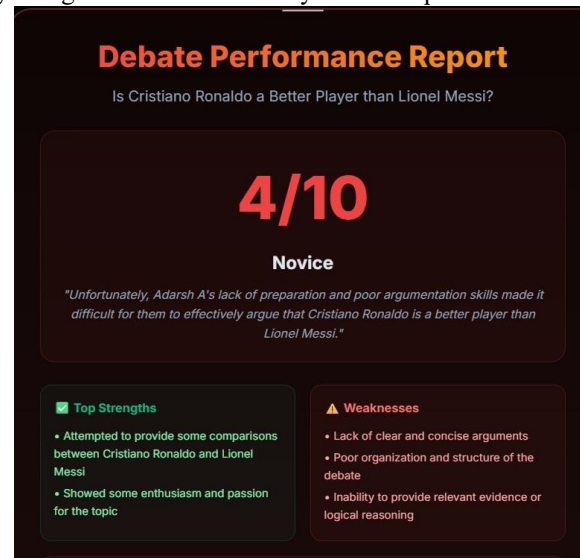 Debate Performance Report
Is Cristiano Ronaldo a Better Player than Lionel Messi?
4/10
Novice
"Unfortunately, Adarsh A's lack of preparation and poor argumentation skills made it
difficult for them to effectively argue that Cristiano Ronaldo is a better player than
Lionel Messi."
✅ Top Strengths
• Attempted to provide some comparisons
between Cristiano Ronaldo and Lionel
Messi
• Showed some enthusiasm and passion
for the topic
⚠ Weaknesses
• Lack of clear and concise arguments
• Poor organization and structure of the
debate
• Inability to provide relevant evidence or
logical reasoning